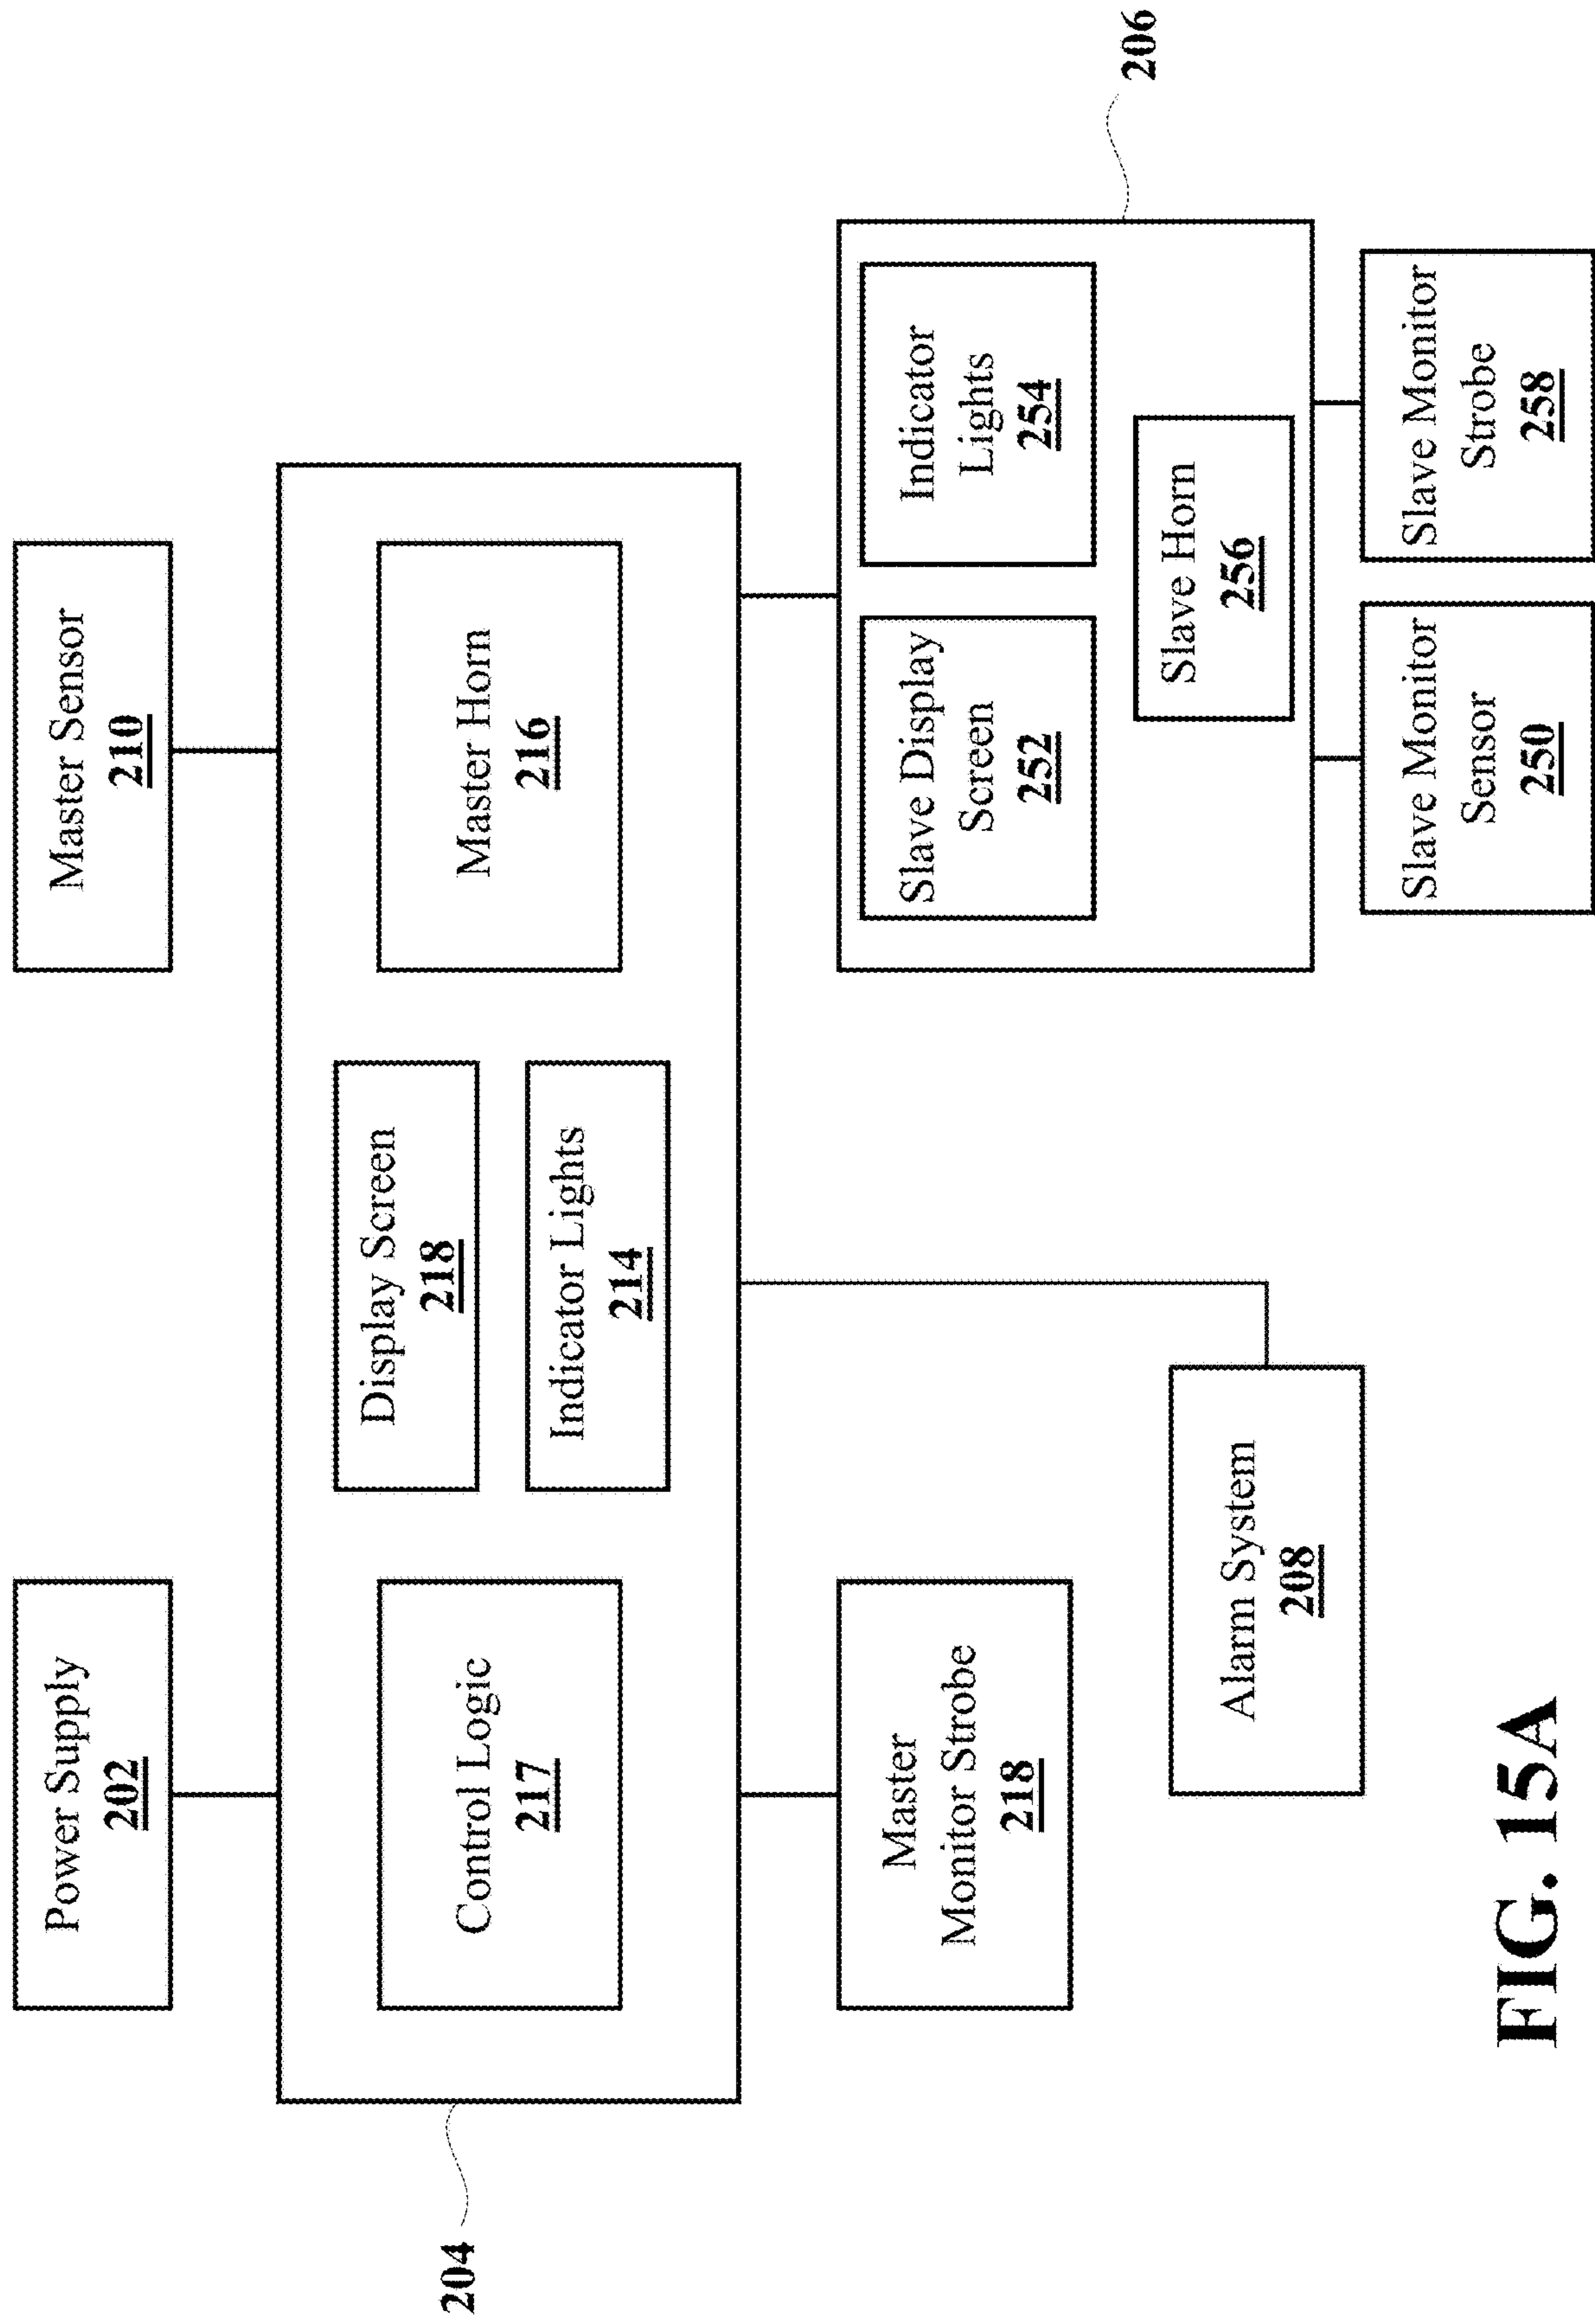 Power Supply
202
Master Sensor
210
204
Control Logic
217
Display Screen
218
Indicator Lights
214
Master Horn
216
Master
Monitor Strobe
218
Alarm System
208
206
Slave Display
Screen
252
Indicator
Lights
254
Slave Horn
256
Slave Monitor
Sensor
250
Slave Monitor
Strobe
258
FIG. 15A